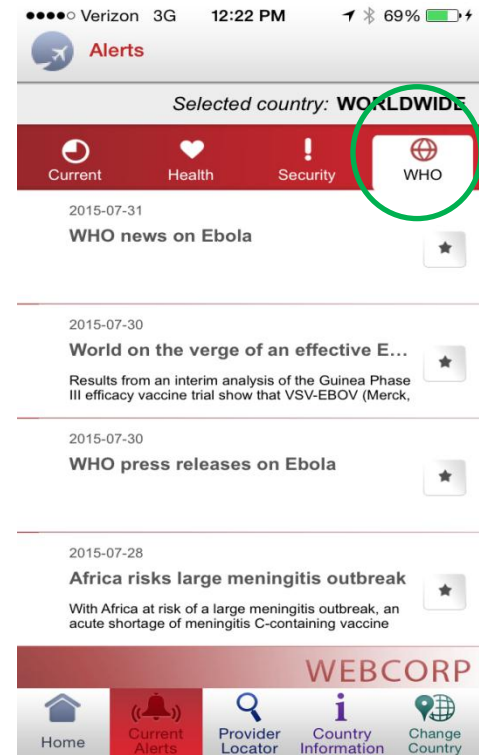 Verizon 3G 12:22 PM 69%
Alerts
Selected country: WORLDWIDE
Current Health Security WHO
2015-07-31
WHO news on Ebola
2015-07-30
World on the verge of an effective E...
Results from an interim analysis of the Guinea Phase
III efficacy vaccine trial show that VSV-EBOV (Merck,
2015-07-30
WHO press releases on Ebola
2015-07-28
Africa risks large meningitis outbreak
With Africa at risk of a large meningitis outbreak, an
acute shortage of meningitis C-containing vaccine
WEBCORP
Home
Current
Alerts
Provider
Locator
Country
Information
Change
Country